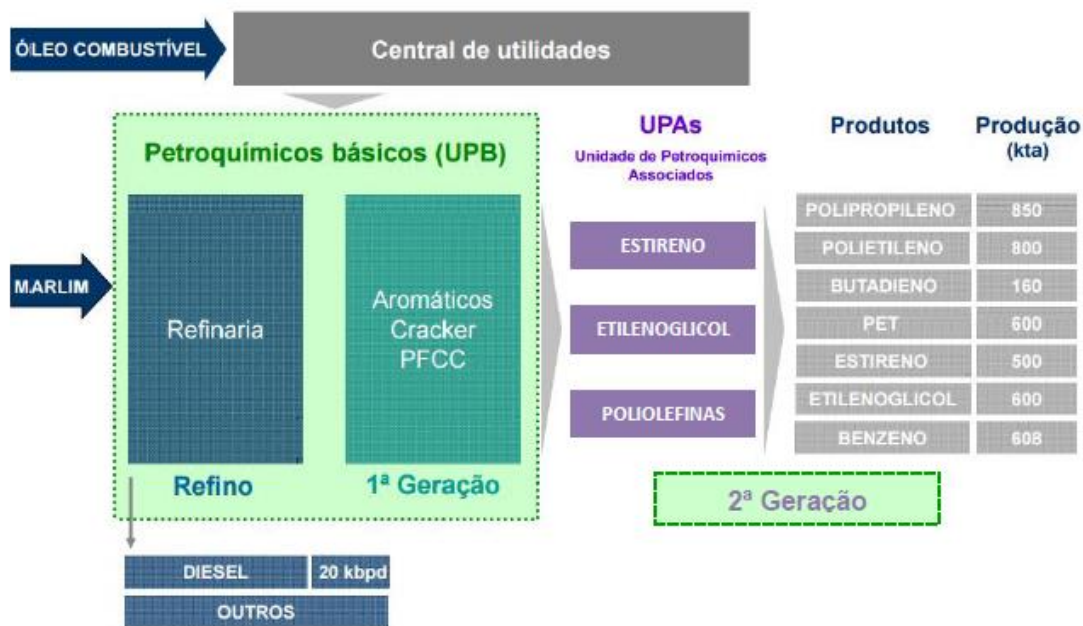 ÓLEO COMBUSTÍVEL
Central de utilidades
Petroquímicos básicos (UPB)
MARLIM
Refinaria
Refino
Aromáticos
Cracker
PFCC
1ª Geração
DIESEL
20 kbpd
OUTROS
UPAs
Unidade de Petroquimicos
Associados
ESTIRENO
ETILENOGLICOL
POLIOLEFINAS
2ª Geração
Produtos
Produção
(kta)
POLIPROPILENO 850
POLIETILENO 800
BUTADIENO 160
PET 600
ESTIRENO 500
ETILENOGLICOL 600
BENZENO 608